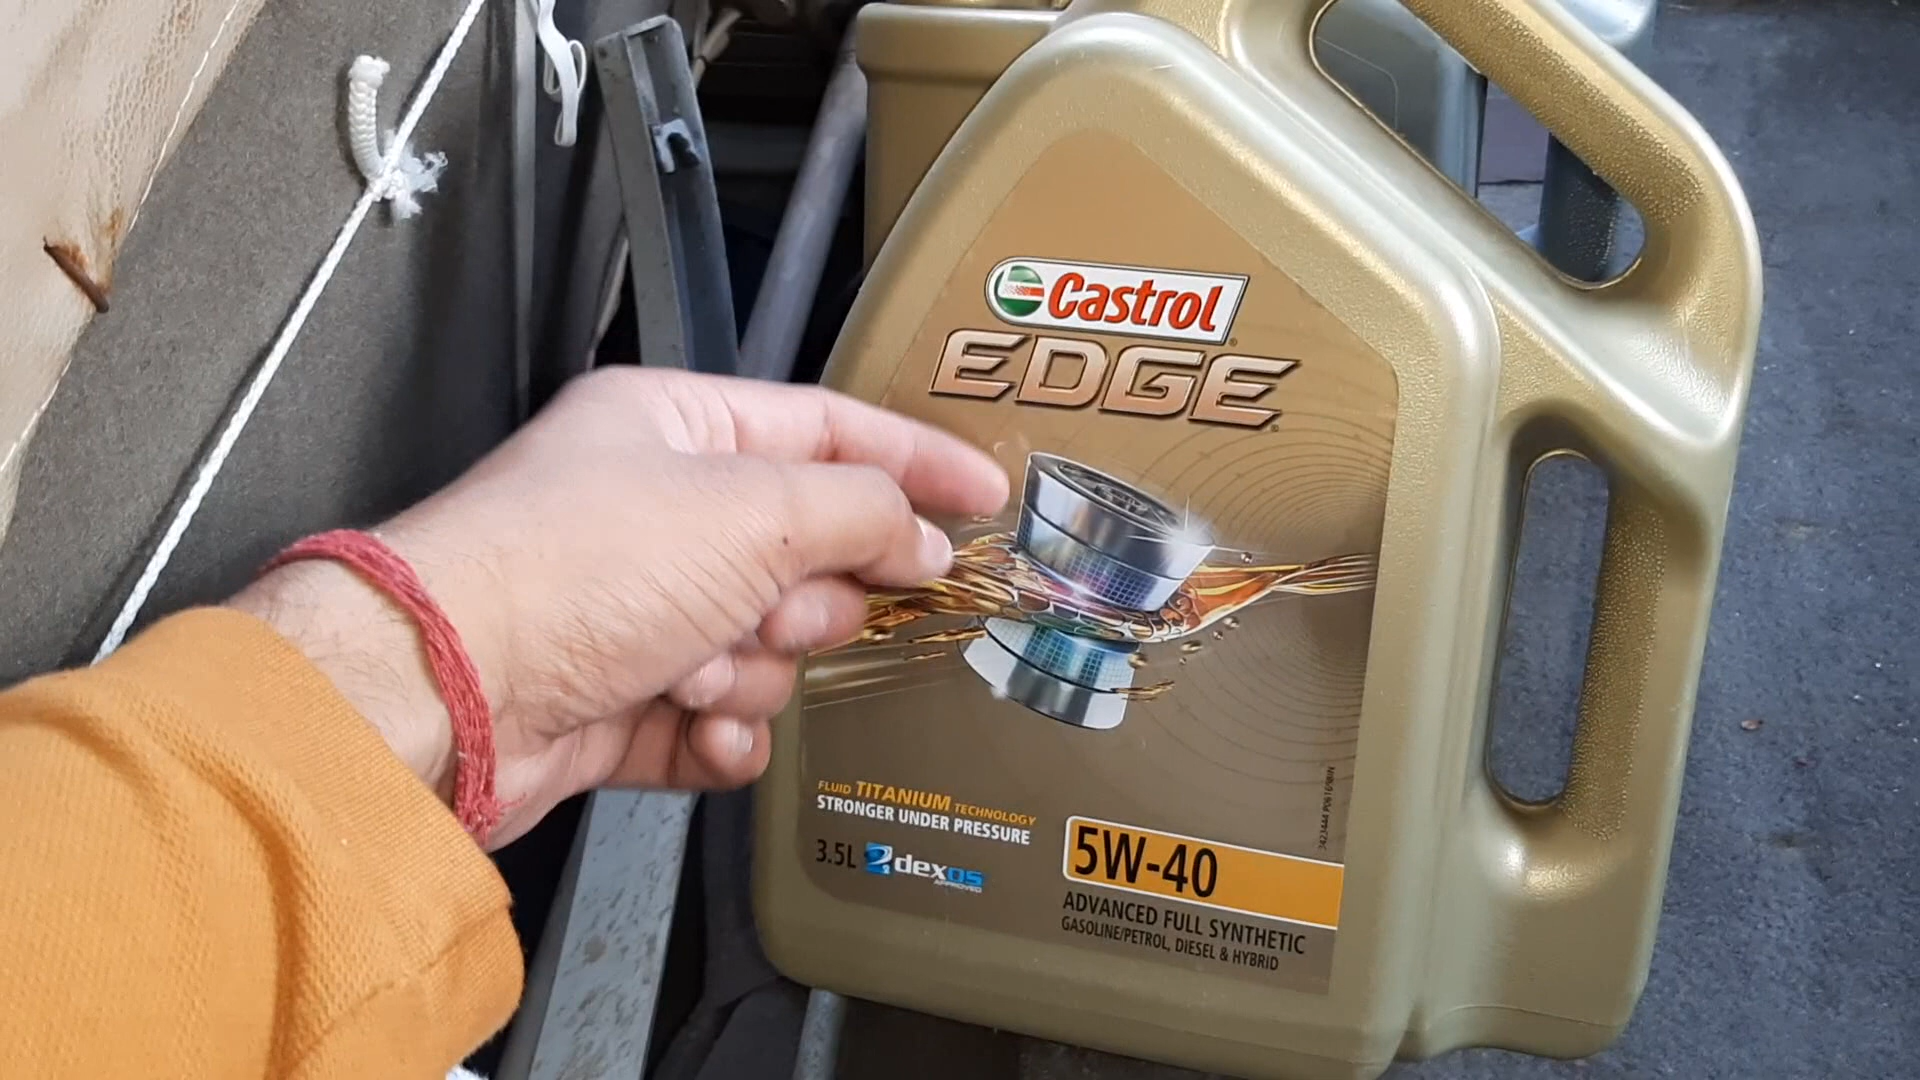 Castrol
EDGE
FLUID TITANIUM TECHNOLOGY
STRONGER UNDER PRESSURE
3.5L dexos
APPROVED
5W-40
ADVANCED FULL SYNTHETIC
GASOLINE/PETROL, DIESEL & HYBRID